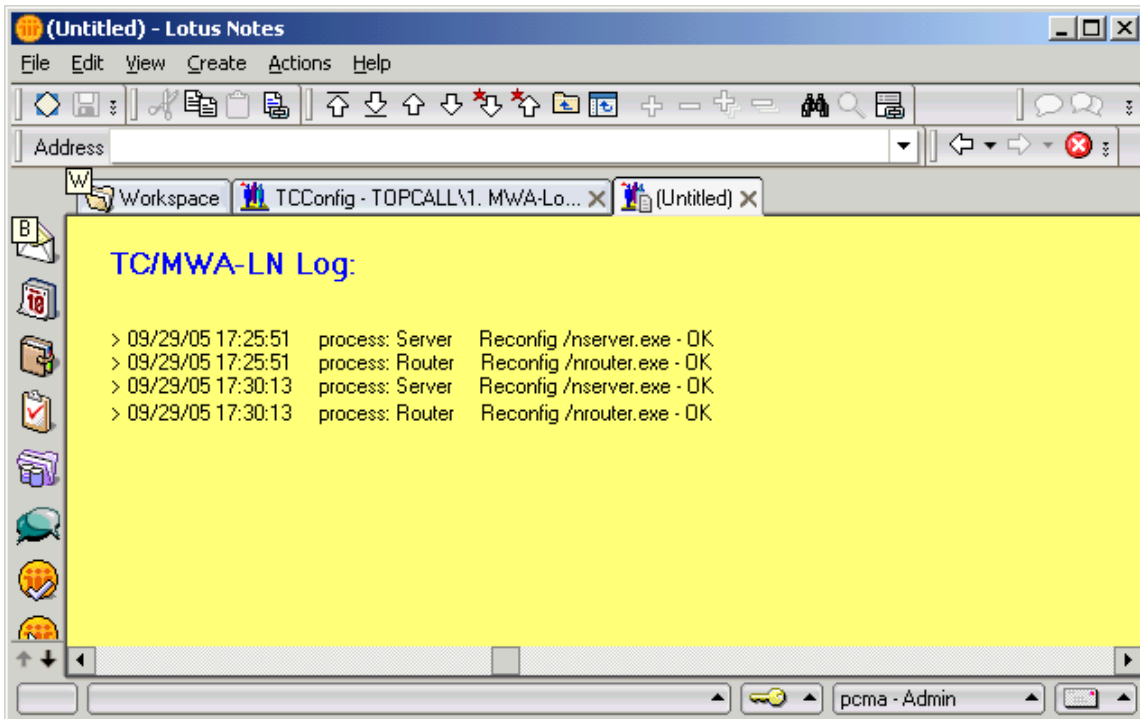 (Untitled) - Lotus Notes
File Edit View Create Actions Help
Address
W
Workspace TCConfig - TOPCALL\1. MWA-Lo... (Untitled)
B
TC/MWA-LN Log:
> 09/29/05 17:25:51 process: Server Reconfig /nserver.exe - OK
> 09/29/05 17:25:51 process: Router Reconfig /nrouter.exe - OK
> 09/29/05 17:30:13 process: Server Reconfig /nserver.exe - OK
> 09/29/05 17:30:13 process: Router Reconfig /nrouter.exe - OK
10
pcma - Admin